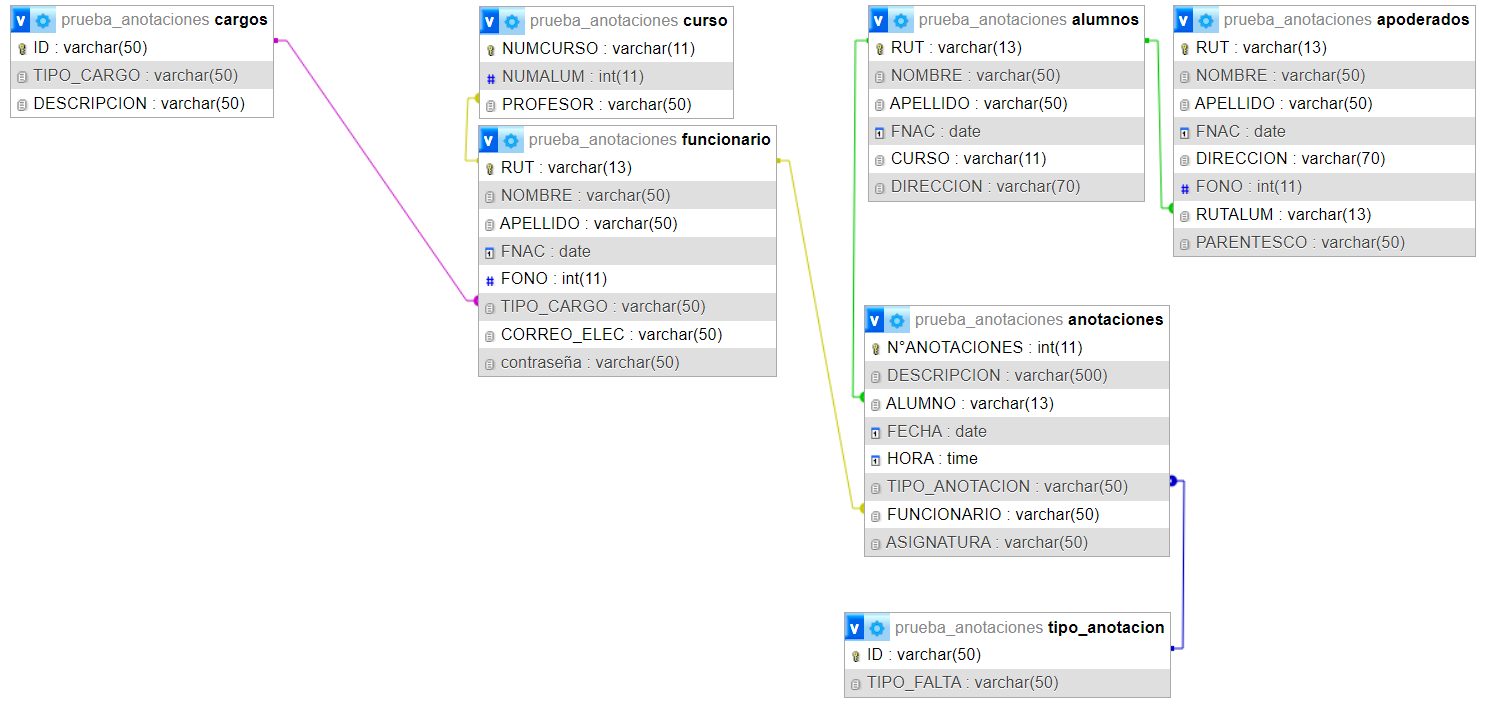 prueba_anotaciones cargos
ID : varchar(50)
TIPO_CARGO : varchar(50)
DESCRIPCION : varchar(50)
prueba_anotaciones curso
NUMCURSO : varchar(11)
# NUMALUM : int(11)
PROFESOR : varchar(50)
prueba_anotaciones funcionario
RUT : varchar(13)
NOMBRE : varchar(50)
APELLIDO : varchar(50)
FNAC : date
# FONO : int(11)
TIPO_CARGO : varchar(50)
CORREO_ELEC : varchar(50)
contraseña : varchar(50)
prueba_anotaciones alumnos
RUT : varchar(13)
NOMBRE : varchar(50)
APELLIDO : varchar(50)
FNAC : date
CURSO : varchar(11)
DIRECCION : varchar(70)
prueba_anotaciones apoderados
RUT : varchar(13)
NOMBRE : varchar(50)
APELLIDO : varchar(50)
FNAC : date
DIRECCION : varchar(70)
# FONO : int(11)
RUTALUM : varchar(13)
PARENTESCO : varchar(50)
prueba_anotaciones anotaciones
N°ANOTACIONES : int(11)
DESCRIPCION : varchar(500)
ALUMNO : varchar(13)
FECHA : date
HORA : time
TIPO_ANOTACION : varchar(50)
FUNCIONARIO : varchar(50)
ASIGNATURA : varchar(50)
prueba_anotaciones tipo_anotacion
ID : varchar(50)
TIPO_FALTA : varchar(50)